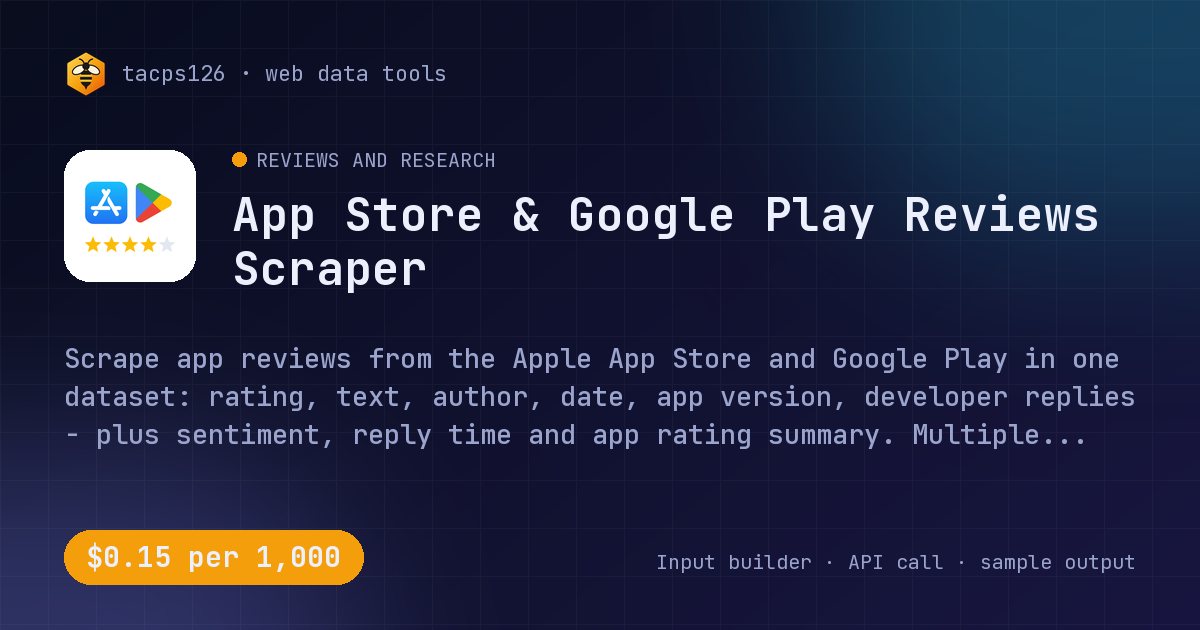 tacps126 · web data tools
REVIEWS AND RESEARCH
App Store & Google Play Reviews
Scraper
Scrape app reviews from the Apple App Store and Google Play in one
dataset: rating, text, author, date, app version, developer replies
- plus sentiment, reply time and app rating summary. Multiple...
$0.15 per 1,000
Input builder · API call · sample output